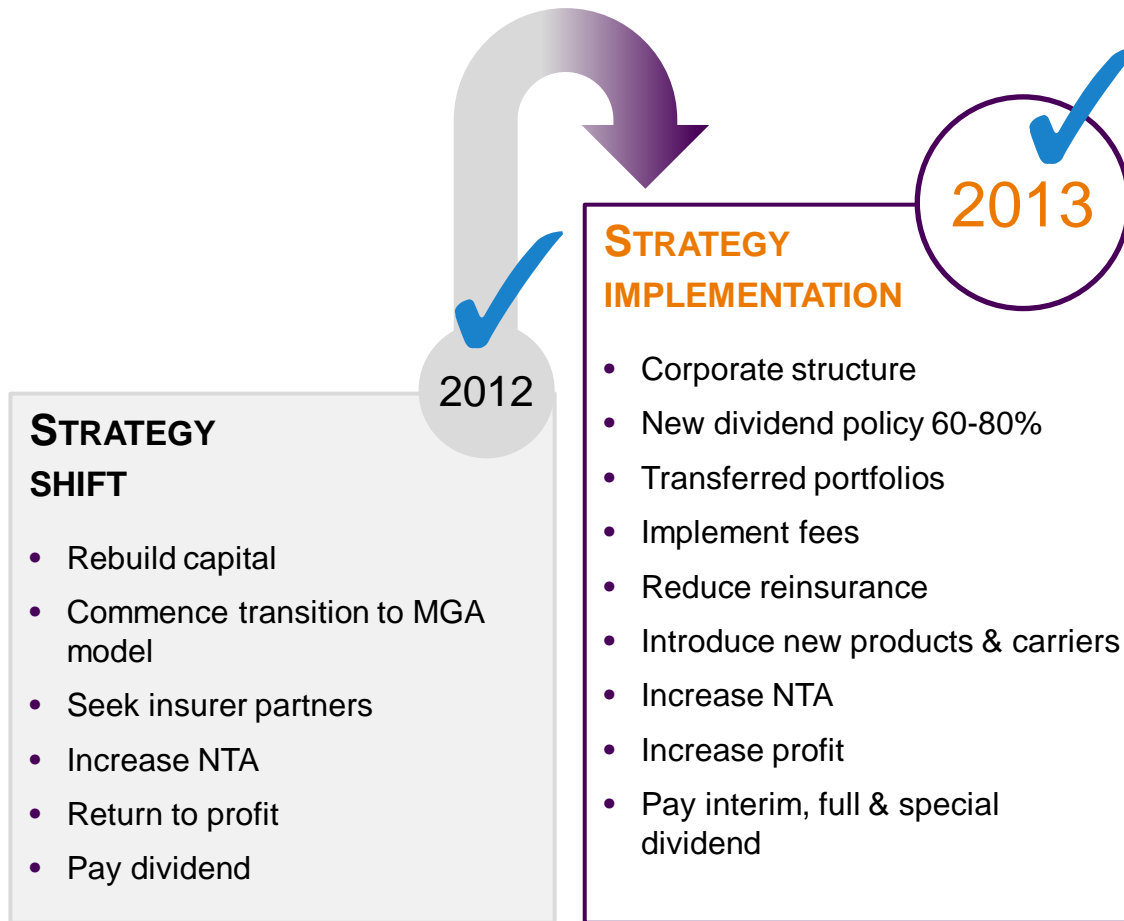 2012
STRATEGY
SHIFT
• Rebuild capital
• Commence transition to MGA
model
• Seek insurer partners
• Increase NTA
• Return to profit
• Pay dividend
2013
STRATEGY
IMPLEMENTATION
• Corporate structure
• New dividend policy 60-80%
• Transferred portfolios
• Implement fees
• Reduce reinsurance
• Introduce new products & carriers
• Increase NTA
• Increase profit
• Pay interim, full & special
dividend